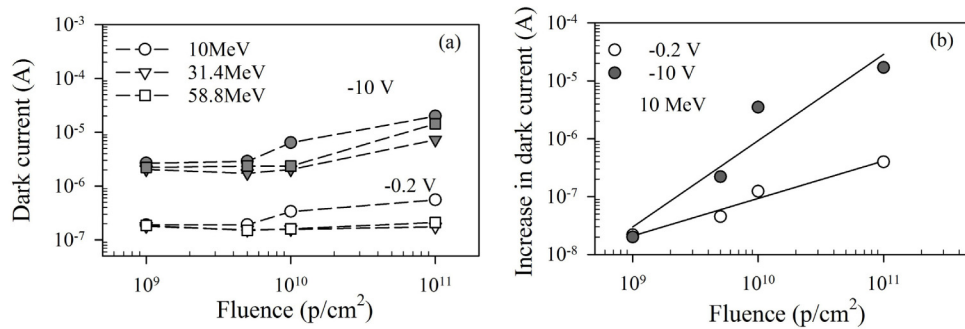 (a)
10MeV
31.4MeV
58.8MeV
-10 V
-0.2 V
Dark current (A)
10⁻³
10⁻⁴
10⁻⁵
10⁻⁶
10⁻⁷
10⁹
10¹⁰
10¹¹
Fluence (p/cm²)
(b)
-0.2 V
-10 V
10 MeV
Increase in dark current (A)
10⁻⁴
10⁻⁵
10⁻⁶
10⁻⁷
10⁻⁸
10⁹
10¹⁰
10¹¹
Fluence (p/cm²)